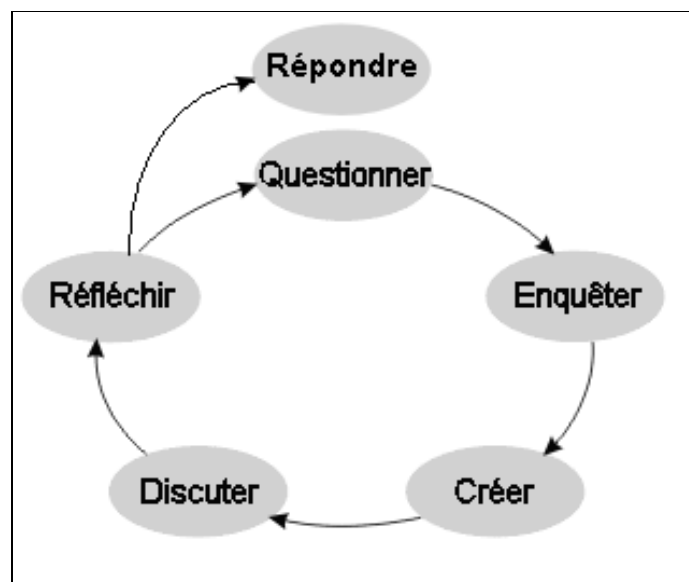 Répondre
Questionner
Enquêter
Créer
Discuter
Réfléchir